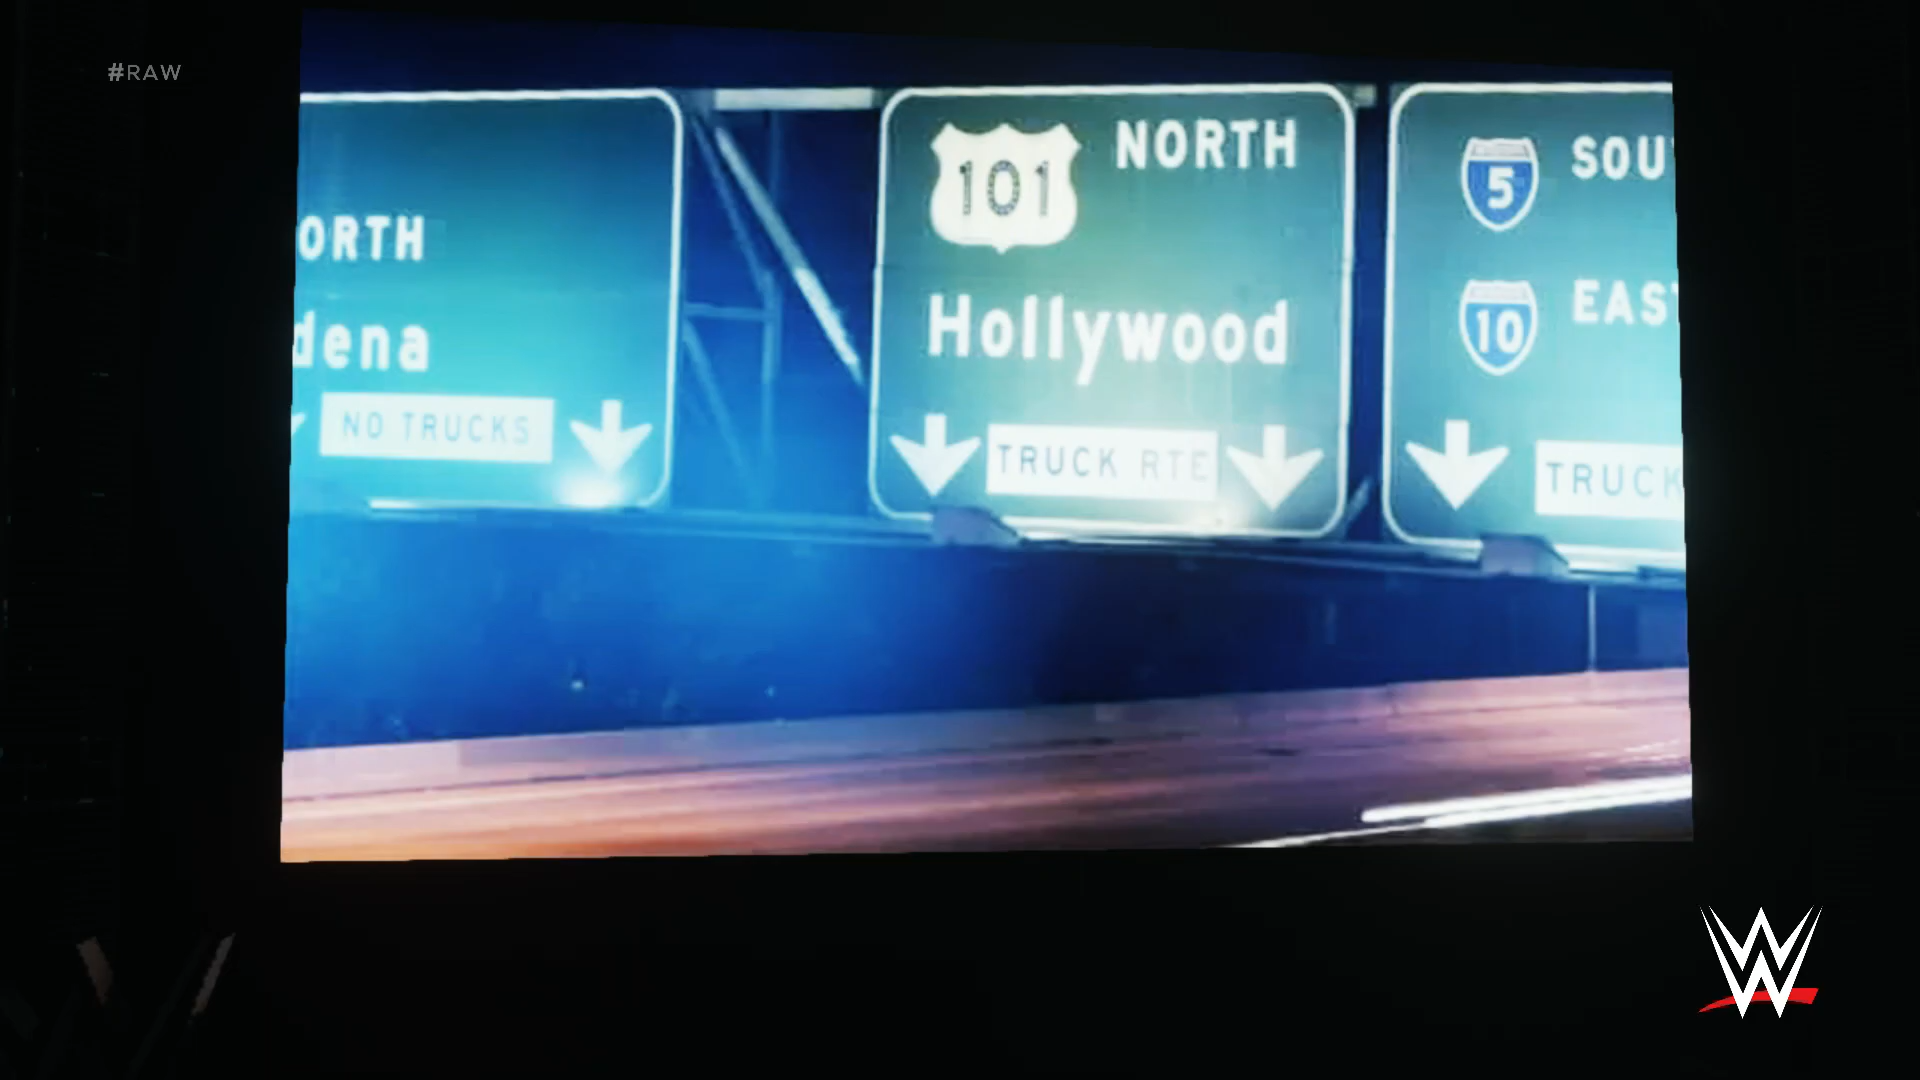 #RAW
ORTH
dena
NO TRUCKS
101 NORTH
Hollywood
TRUCK RTE
5 SOU
10 EAST
TRUCK
W